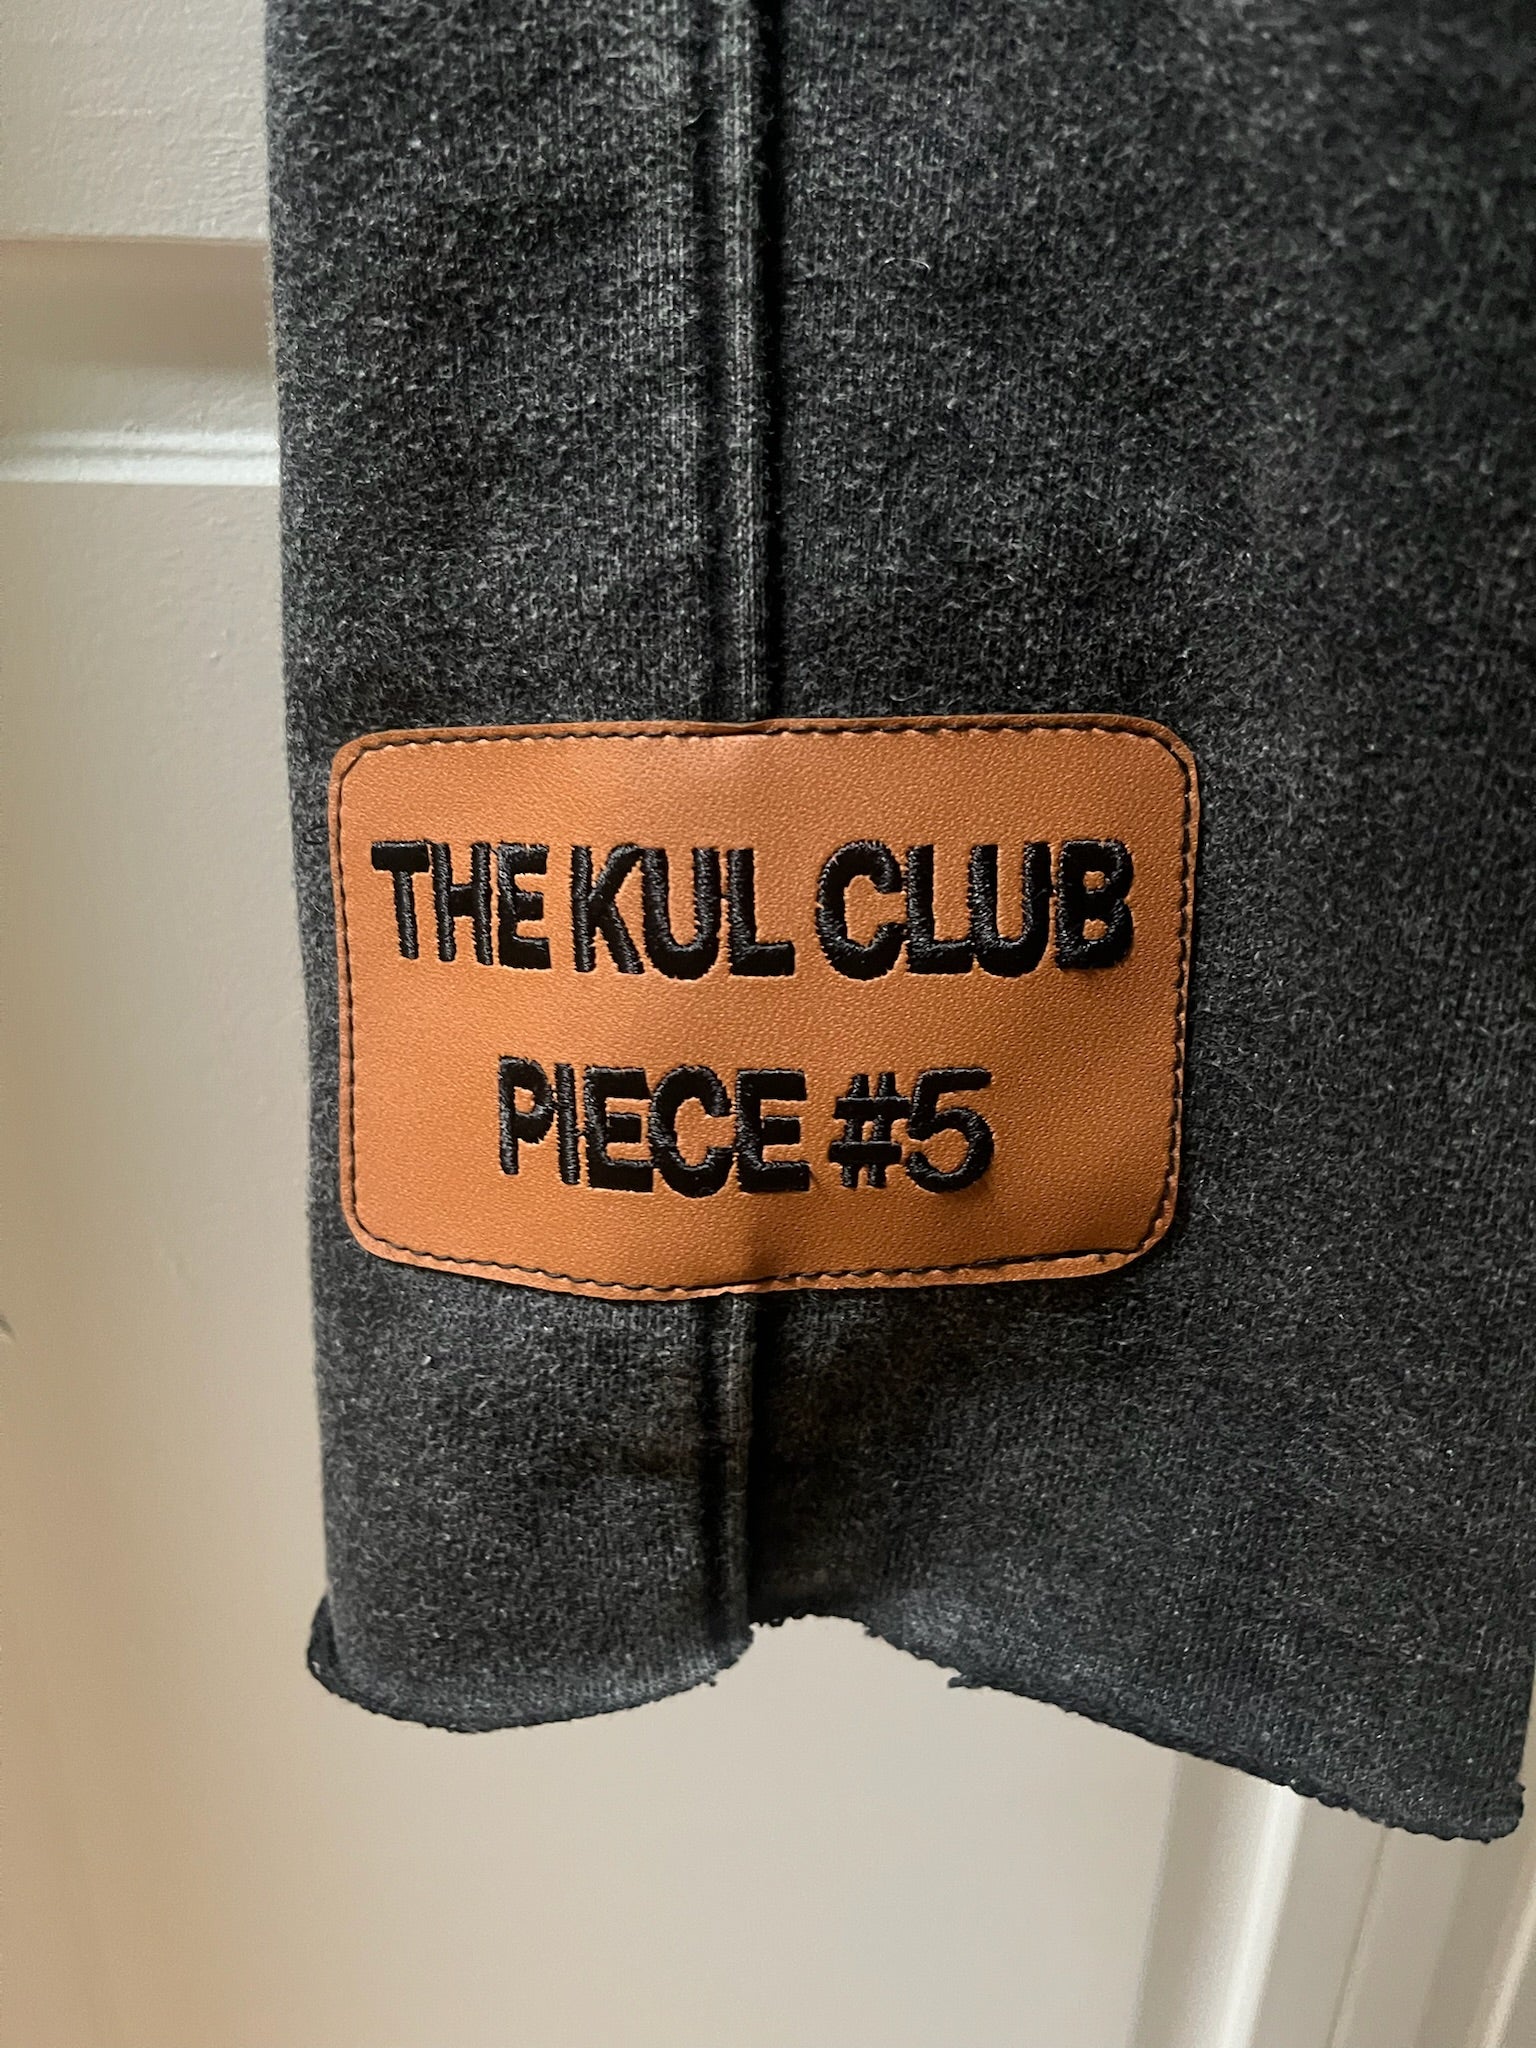 THE KUL CLUB
PIECE #5